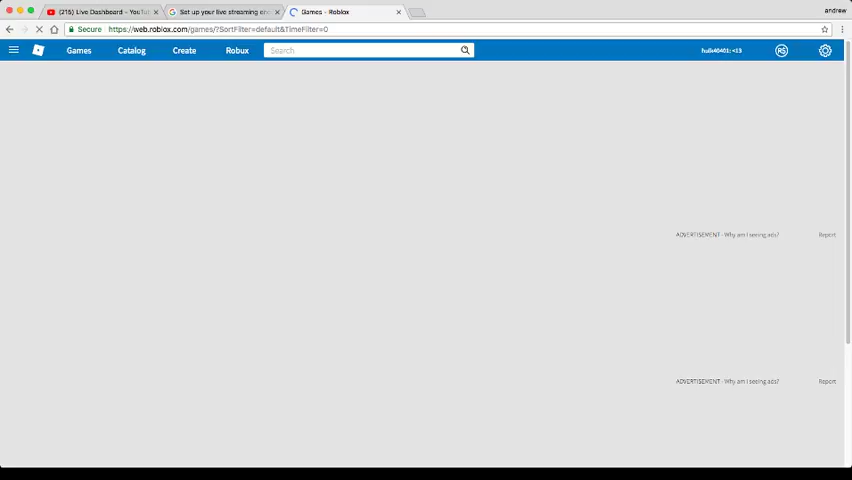 (216) Live Dashboard - YouTu
Set up your live streaming en
Games - Roblox
andrew
Secure https://web.roblox.com/games/?SortFilter=default&TimeFilter=0
Games Catalog Create Robux Search hulk40401: <13 R$
ADVERTISEMENT - Why am I seeing ads? Report
ADVERTISEMENT - Why am I seeing ads? Report